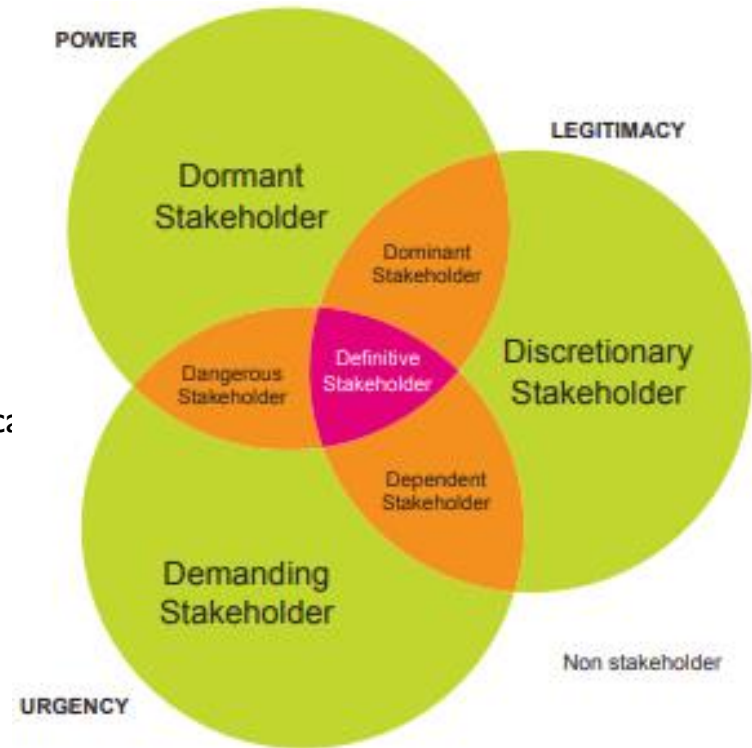 POWER
LEGITIMACY
Dormant
Stakeholder
Dominant
Stakeholder
Definitive
Stakeholder
Discretionary
Stakeholder
Dangerous
Stakeholder
Dependent
Stakeholder
Demanding
Stakeholder
Non stakeholder
URGENCY